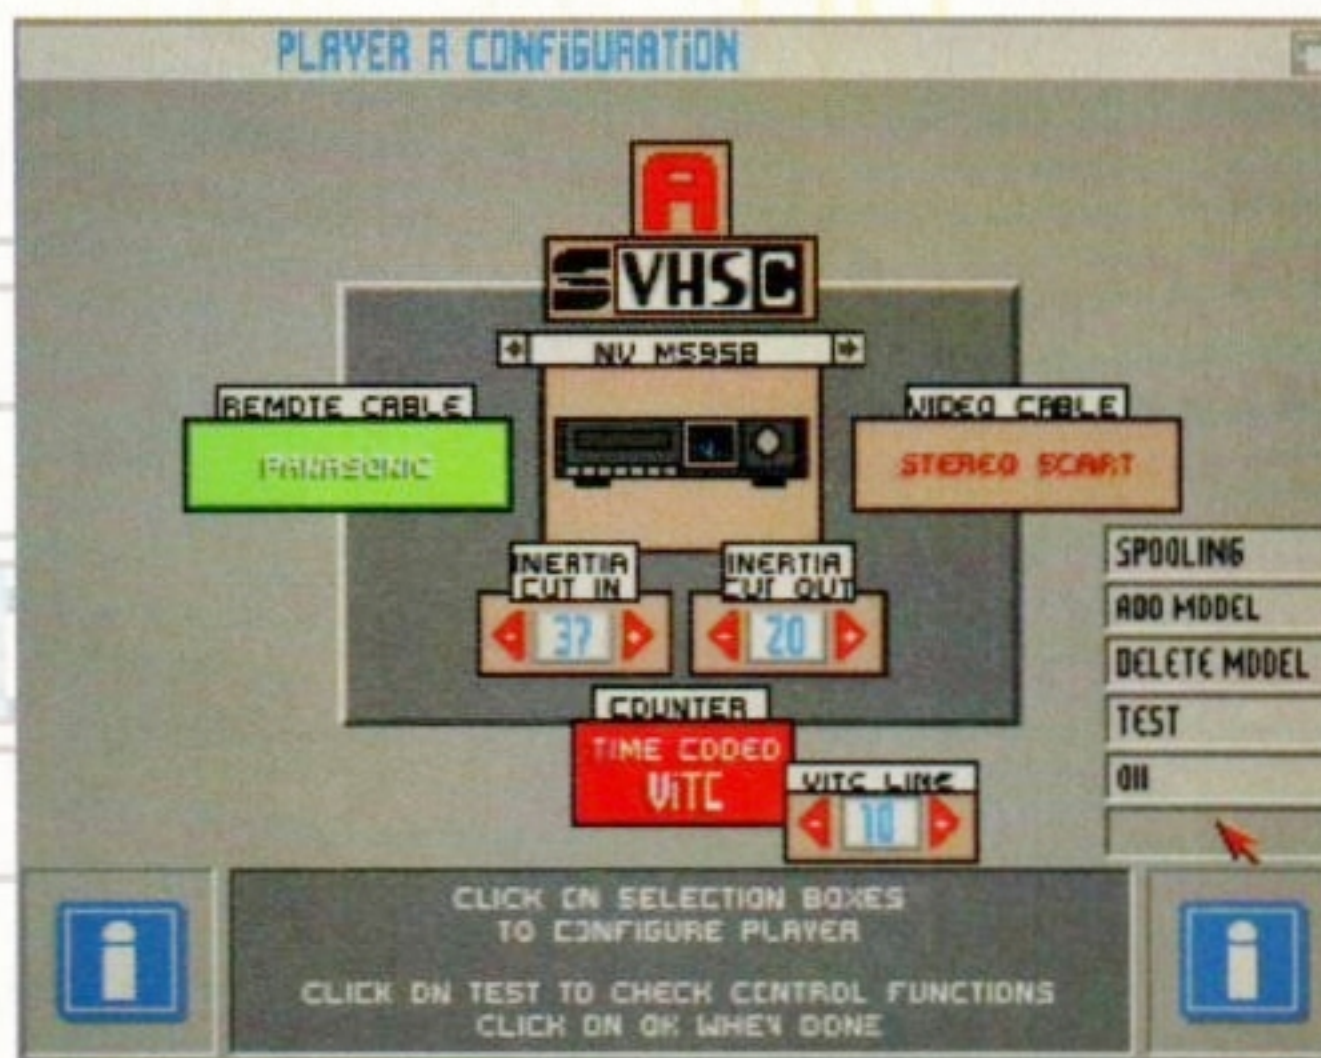 PLAYER A CONFiGURATiON
A
S VHS C
NV MS95B
REMOTE CABLE
PANASONIC
VIDEO CABLE
STEREO SCART
INERTIA
CUT IN
37
INERTIA
CUT OUT
20
COUNTER
TIME CODED
ViTC
VITC LINE
10
SPOOLING
ADD MODEL
DELETE MODEL
TEST
OK
CLICK ON SELECTION BOXES
TO CONFIGURE PLAYER
CLICK ON TEST TO CHECK CONTROL FUNCTIONS
CLICK ON OK WHEN DONE